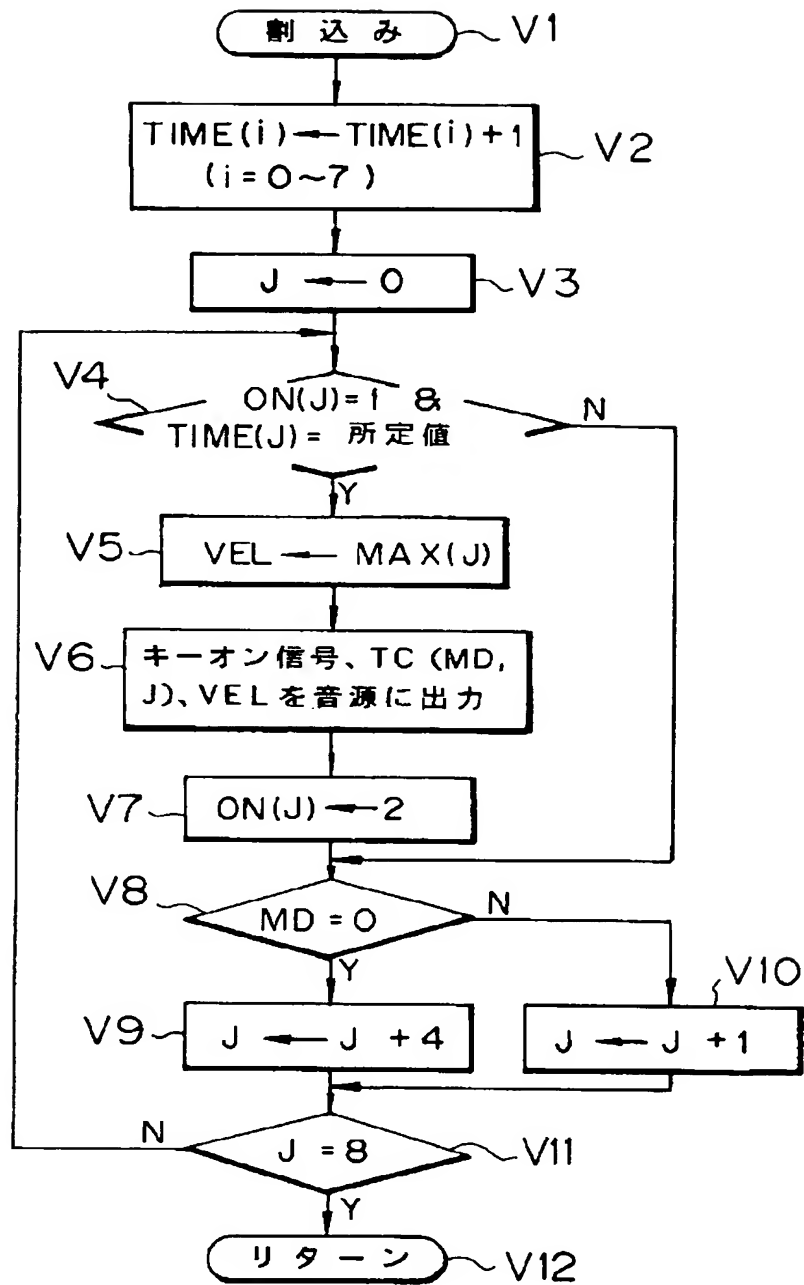 割込み
V1
TIME(i)←TIME(i)+1
(i=0~7)
V2
J ← 0
V3
V4
ON(J)=1 &
TIME(J)= 所定値
N
Y
V5
VEL ← MAX(J)
V6
キーオン信号、TC (MD,
J)、VELを音源に出力
V7
ON(J) ← 2
V8
MD = 0
N
Y
V10
V9
J ← J + 4
J ← J + 1
N
J = 8
V11
Y
リターン
V12